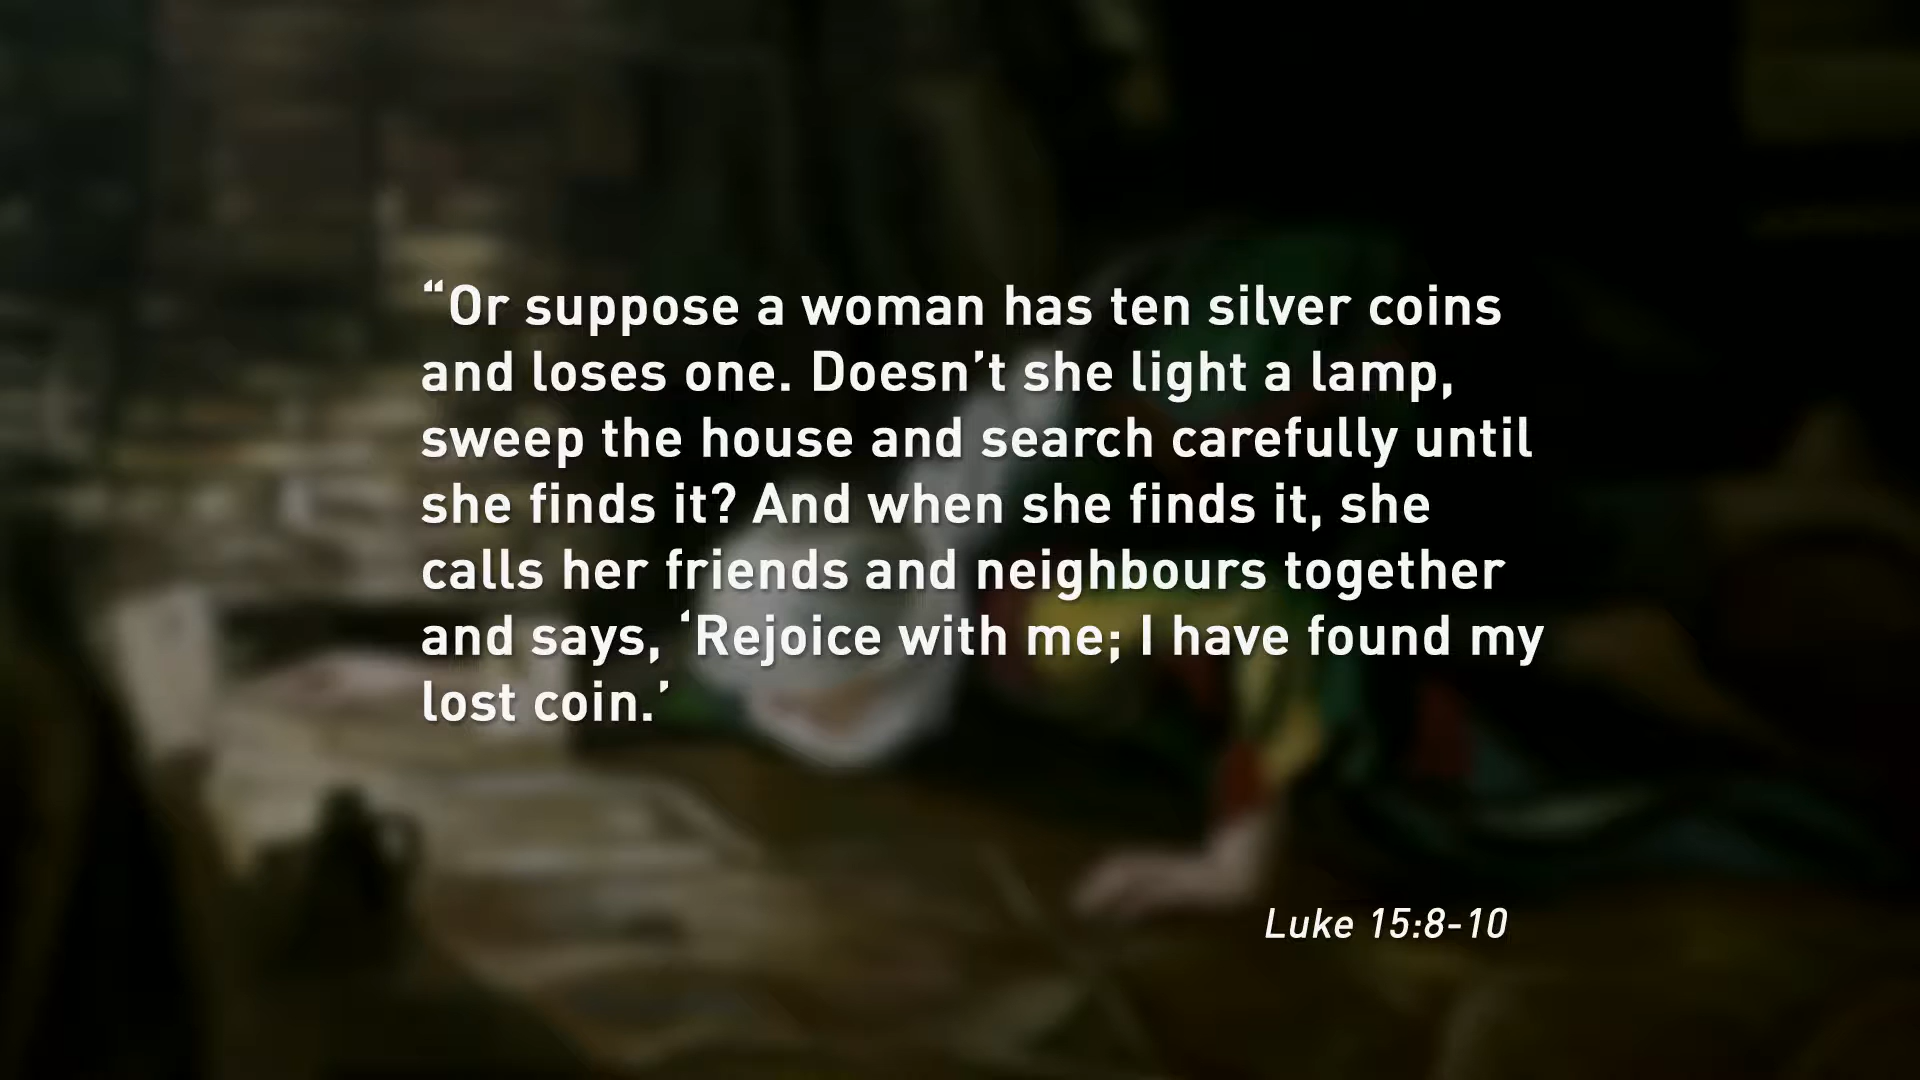 “Or suppose a woman has ten silver coins
and loses one. Doesn’t she light a lamp,
sweep the house and search carefully until
she finds it? And when she finds it, she
calls her friends and neighbours together
and says, ‘Rejoice with me; I have found my
lost coin.’
Luke 15:8-10